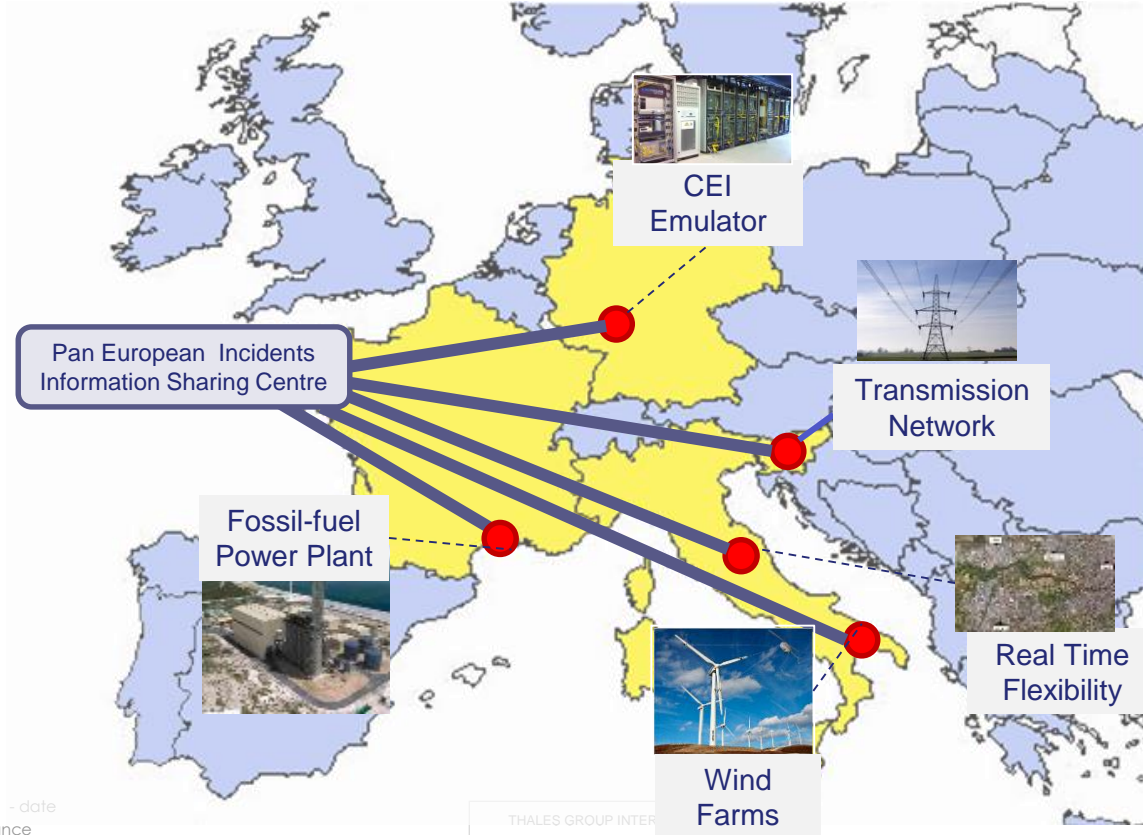 CEI
Emulator
Pan European Incidents
Information Sharing Centre
Transmission
Network
Fossil-fuel
Power Plant
Real Time
Flexibility
Wind
Farms
- date
nce
THALES GROUP INTER